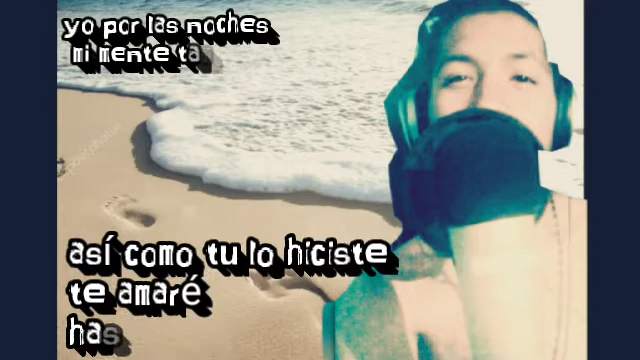 yo por las noches
mi mente ta
así como tu lo hiciste
te amaré
has